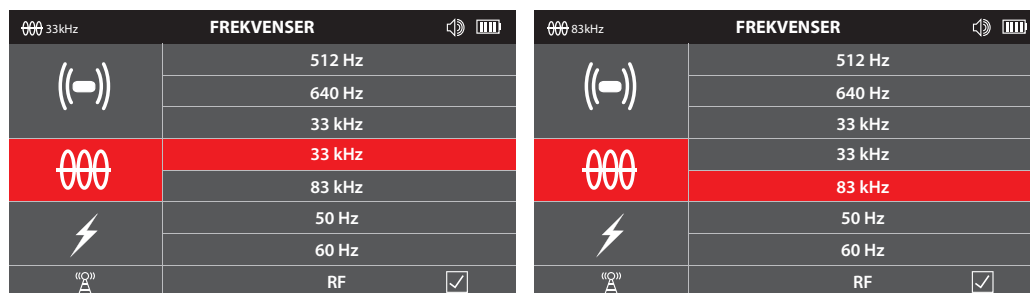 33kHz FREKVENSER
512 Hz
640 Hz
33 kHz
33 kHz
83 kHz
50 Hz
60 Hz
RF
83kHz FREKVENSER
512 Hz
640 Hz
33 kHz
33 kHz
83 kHz
50 Hz
60 Hz
RF